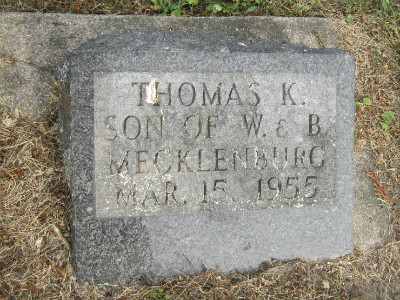 THOMAS K.
SON OF W. & B.
MECKLENBURG
MAR. 15. 1955